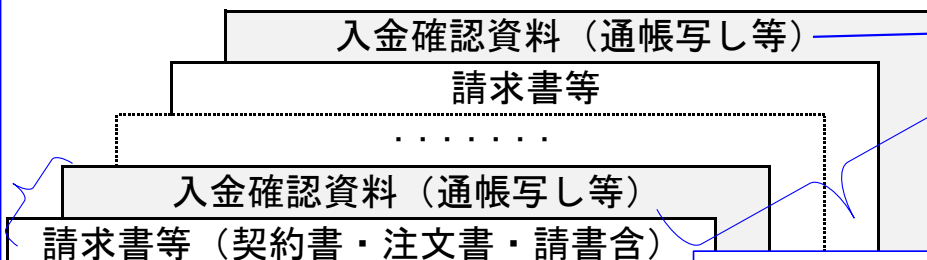 入金確認資料（通帳写し等）
請求書等
・・・・・・・
入金確認資料（通帳写し等）
請求書等（契約書・注文書・請書含）